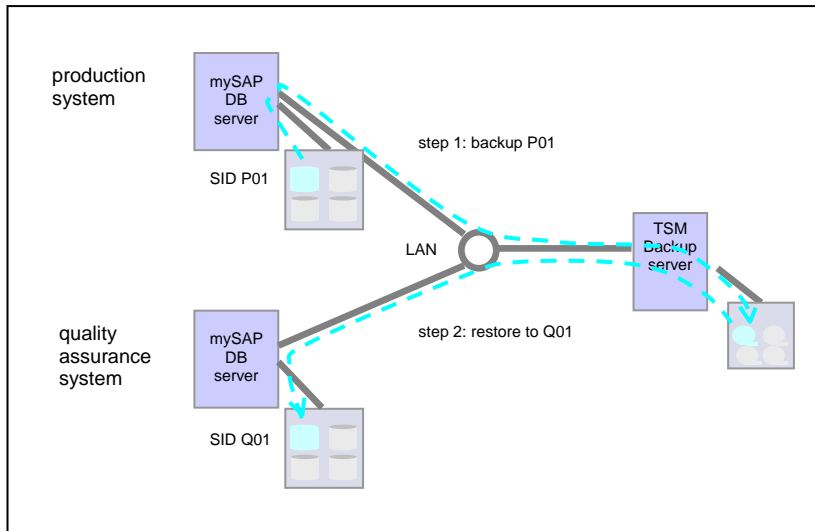 production
system
mySAP
DB
server
step 1: backup P01
SID P01
LAN
TSM
Backup
server
quality
assurance
system
mySAP
DB
server
step 2: restore to Q01
SID Q01